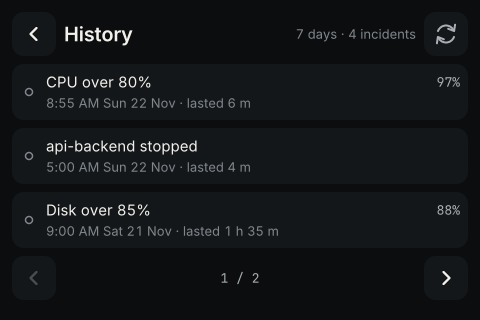 History
7 days · 4 incidents
CPU over 80%
97%
8:55 AM Sun 22 Nov · lasted 6 m
api-backend stopped
5:00 AM Sun 22 Nov · lasted 4 m
Disk over 85%
88%
9:00 AM Sat 21 Nov · lasted 1 h 35 m
1 / 2